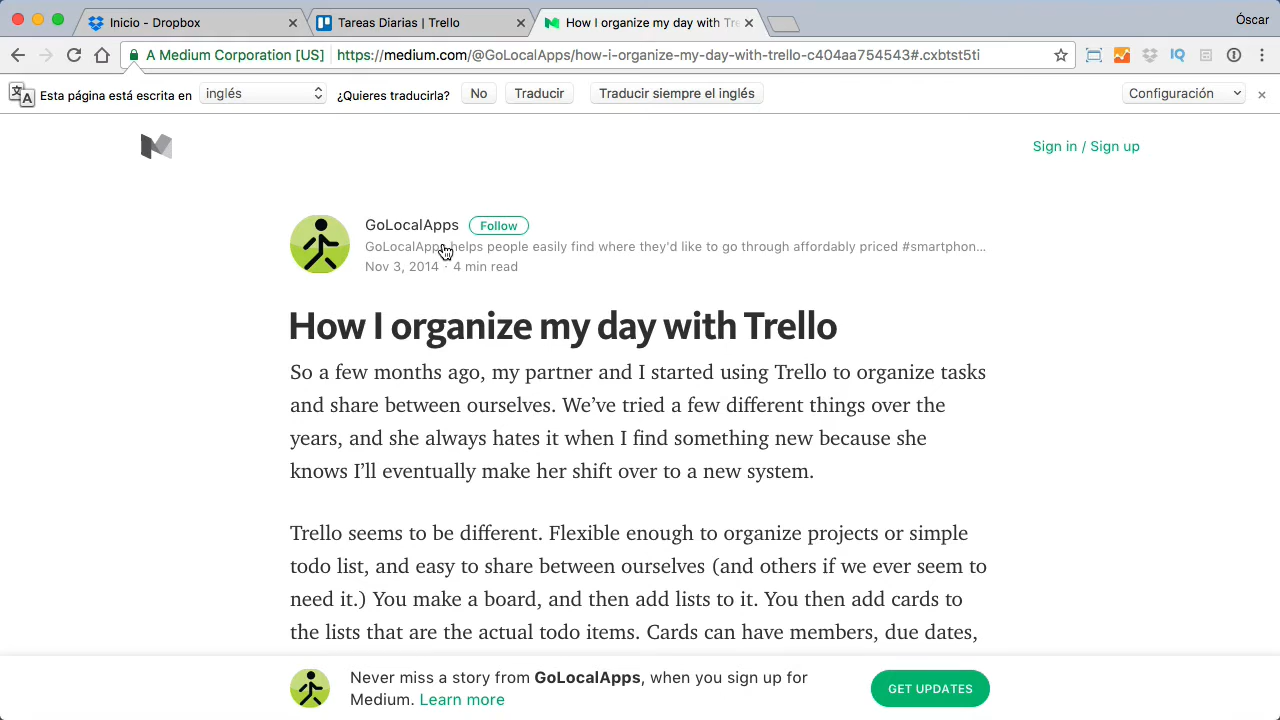 Inicio - Dropbox
Tareas Diarias | Trello
How I organize my day with Tre
Óscar
A Medium Corporation [US]
https://medium.com/@GoLocalApps/how-i-organize-my-day-with-trello-c404aa754543#.cxbtst5ti
Esta página está escrita en
inglés
¿Quieres traducirla?
No
Traducir
Traducir siempre el inglés
Configuración
Sign in / Sign up
GoLocalApps
Follow
GoLocalApps helps people easily find where they'd like to go through affordably priced #smartphon...
Nov 3, 2014 · 4 min read
How I organize my day with Trello
So a few months ago, my partner and I started using Trello to organize tasks
and share between ourselves. We’ve tried a few different things over the
years, and she always hates it when I find something new because she
knows I’ll eventually make her shift over to a new system.
Trello seems to be different. Flexible enough to organize projects or simple
todo list, and easy to share between ourselves (and others if we ever seem to
need it.) You make a board, and then add lists to it. You then add cards to
the lists that are the actual todo items. Cards can have members, due dates,
Never miss a story from GoLocalApps, when you sign up for
Medium. Learn more
GET UPDATES